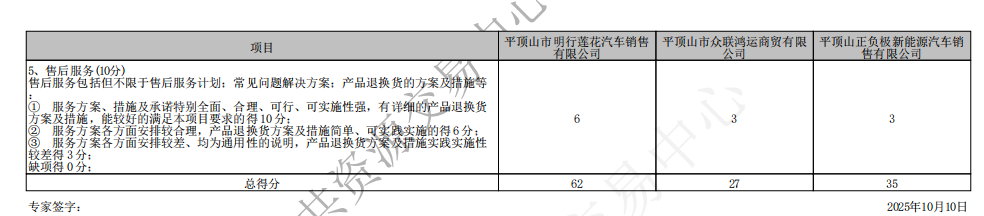 项目
平顶山市明行莲花汽车销售
有限公司
平顶山市众联鸿运商贸有限
公司
平顶山正负极新能源汽车销
售有限公司
5、售后服务(10分)
售后服务包括但不限于售后服务计划；常见问题解决方案；产品退换货的方案及措施等
：
① 服务方案、措施及承诺特别全面、合理、可行、可实施性强，有详细的产品退换货
方案及措施，能较好的满足本项目要求的得10分；
② 服务方案各方面安排较合理，产品退换货方案及措施简单、可实践实施的得6分；
③ 服务方案各方面安排较差、均为通用性的说明，产品退换货方案及措施实践实施性
较差得3分；
缺项得0分；
6
3
3
总得分
62
27
35
专家签字：
2025年10月10日
共资源交易中心
易中心